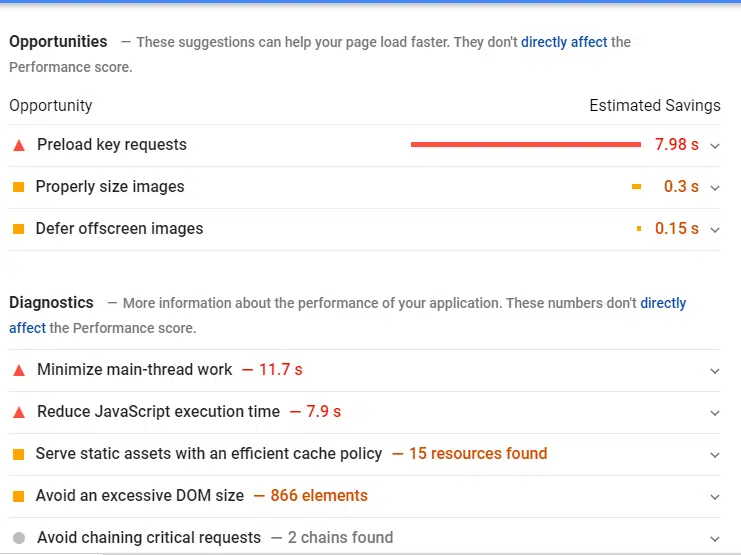 Opportunities — These suggestions can help your page load faster. They don't directly affect the
Performance score.
Opportunity Estimated Savings
Preload key requests 7.98 s
Properly size images 0.3 s
Defer offscreen images 0.15 s
Diagnostics — More information about the performance of your application. These numbers don't directly
affect the Performance score.
Minimize main-thread work — 11.7 s
Reduce JavaScript execution time — 7.9 s
Serve static assets with an efficient cache policy — 15 resources found
Avoid an excessive DOM size — 866 elements
Avoid chaining critical requests — 2 chains found